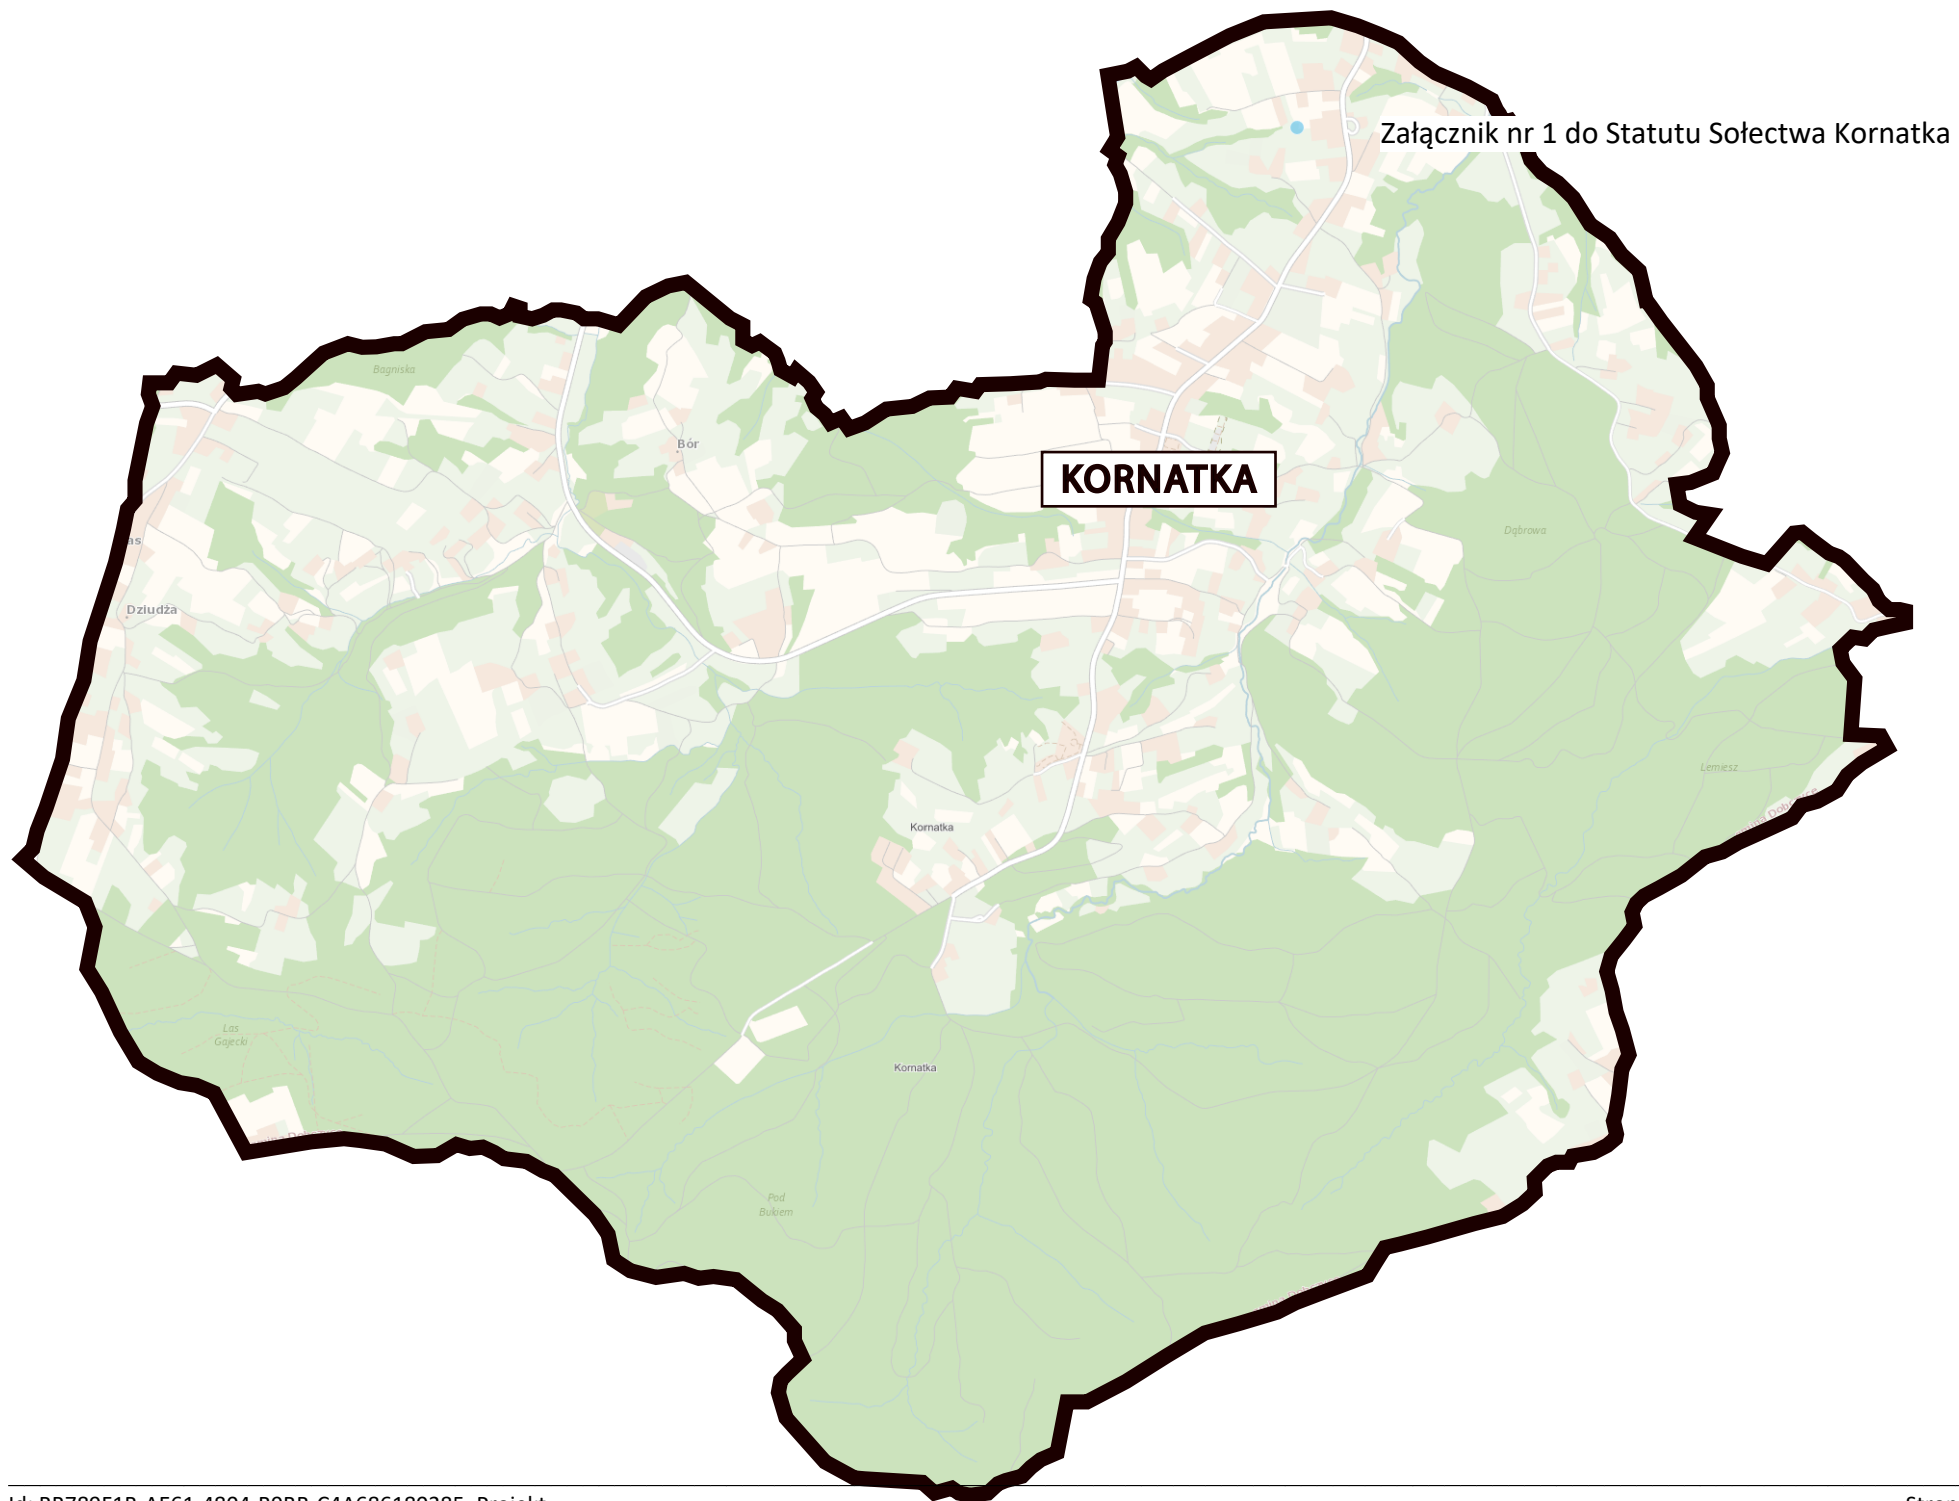 Załącznik nr 1 do Statutu Sołectwa Kornatka
Bagniska
Bór
KORNATKA
Dąbrowa
as
Dziudża
Lemiesz
Kornatka
Las
Gajecki
Kornatka
Pod
Bukiem